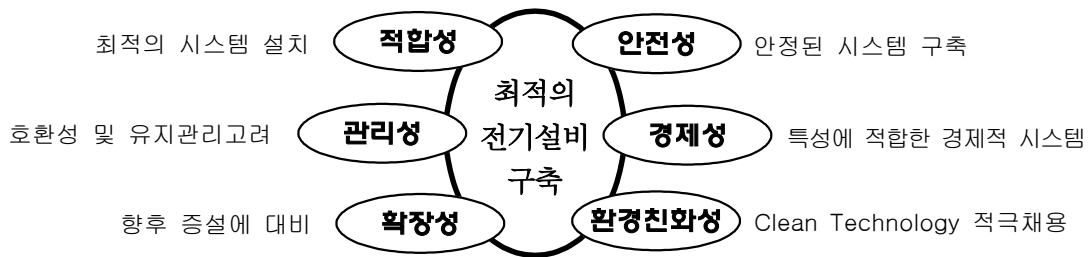 최적의 시스템 설치 적합성 안전성 안정된 시스템 구축
최적의
호환성 및 유지관리고려 관리성 전기설비 경제성 특성에 적합한 경제적 시스템
구축
향후 증설에 대비 확장성 환경친화성 Clean Technology 적극채용